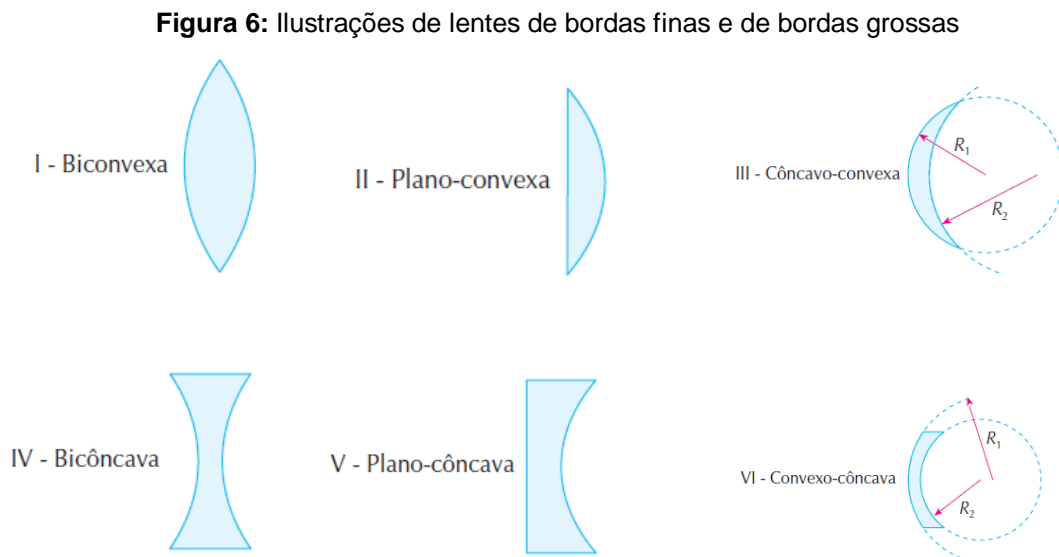 Figura 6: Ilustrações de lentes de bordas finas e de bordas grossas
I - Biconvexa
II - Plano-convexa
III - Côncavo-convexa
R1
R2
IV - Bicôncava
V - Plano-côncava
VI - Convexo-côncava
R1
R2